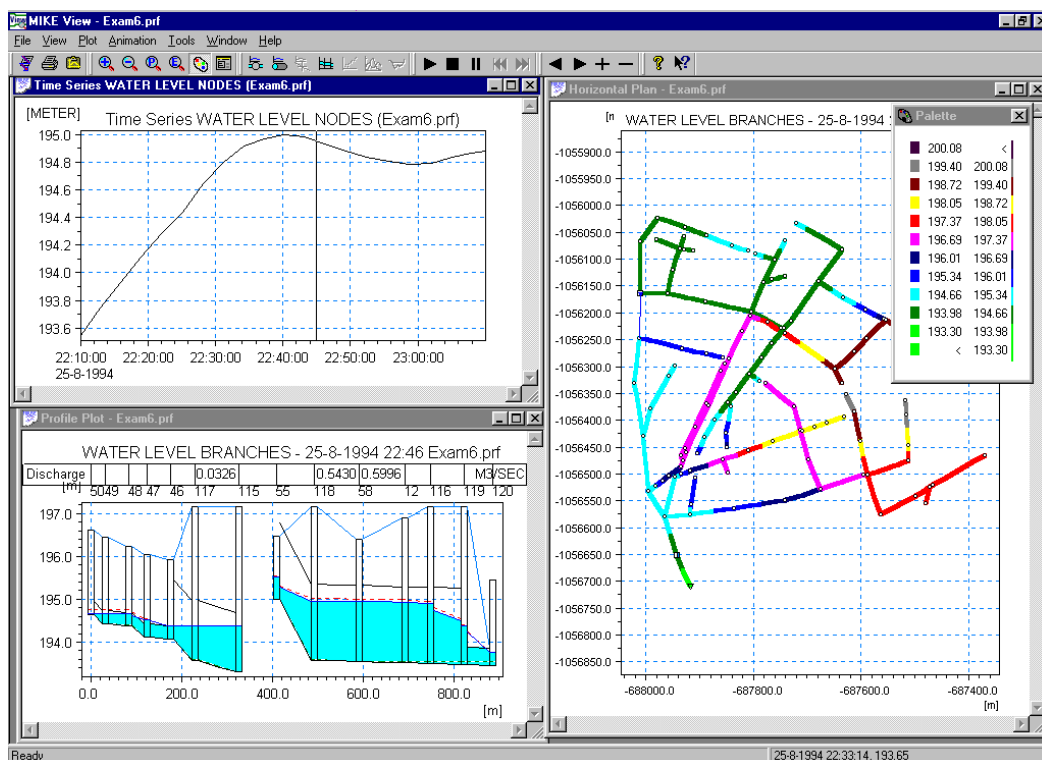 MIKE View - Exam6.prf
File View Plot Animation Tools Window Help
Time Series WATER LEVEL NODES (Exam6.prf)
[METER] Time Series WATER LEVEL NODES (Exam6.prf)
195.0
194.8
194.6
194.4
194.2
194.0
193.8
193.6
22:10:00 22:20:00 22:30:00 22:40:00 22:50:00 23:00:00
25-8-1994
Profile Plot - Exam6.prf
WATER LEVEL BRANCHES - 25-8-1994 22:46 Exam6.prf
Discharge 0.0326 0.5430 0.5996 M3/SEC
[m] 50 49 48 47 46 117 115 55 118 58 12 116 119 120
197.0
196.0
195.0
194.0
0.0 200.0 400.0 600.0 800.0
[m]
Horizontal Plan - Exam6.prf
WATER LEVEL BRANCHES - 25-8-1994
-1055900.0
-1055950.0
-1056000.0
-1056050.0
-1056100.0
-1056150.0
-1056200.0
-1056250.0
-1056300.0
-1056350.0
-1056400.0
-1056450.0
-1056500.0
-1056550.0
-1056600.0
-1056650.0
-1056700.0
-1056750.0
-1056800.0
-1056850.0
-688000.0 -687800.0 -687600.0 -687400.0
[m]
Palette
200.08 <
199.40 200.08
198.72 199.40
198.05 198.72
197.37 198.05
196.69 197.37
196.01 196.69
195.34 196.01
194.66 195.34
193.98 194.66
193.30 193.98
< 193.30
Ready 25-8-1994 22:33:14, 193.65